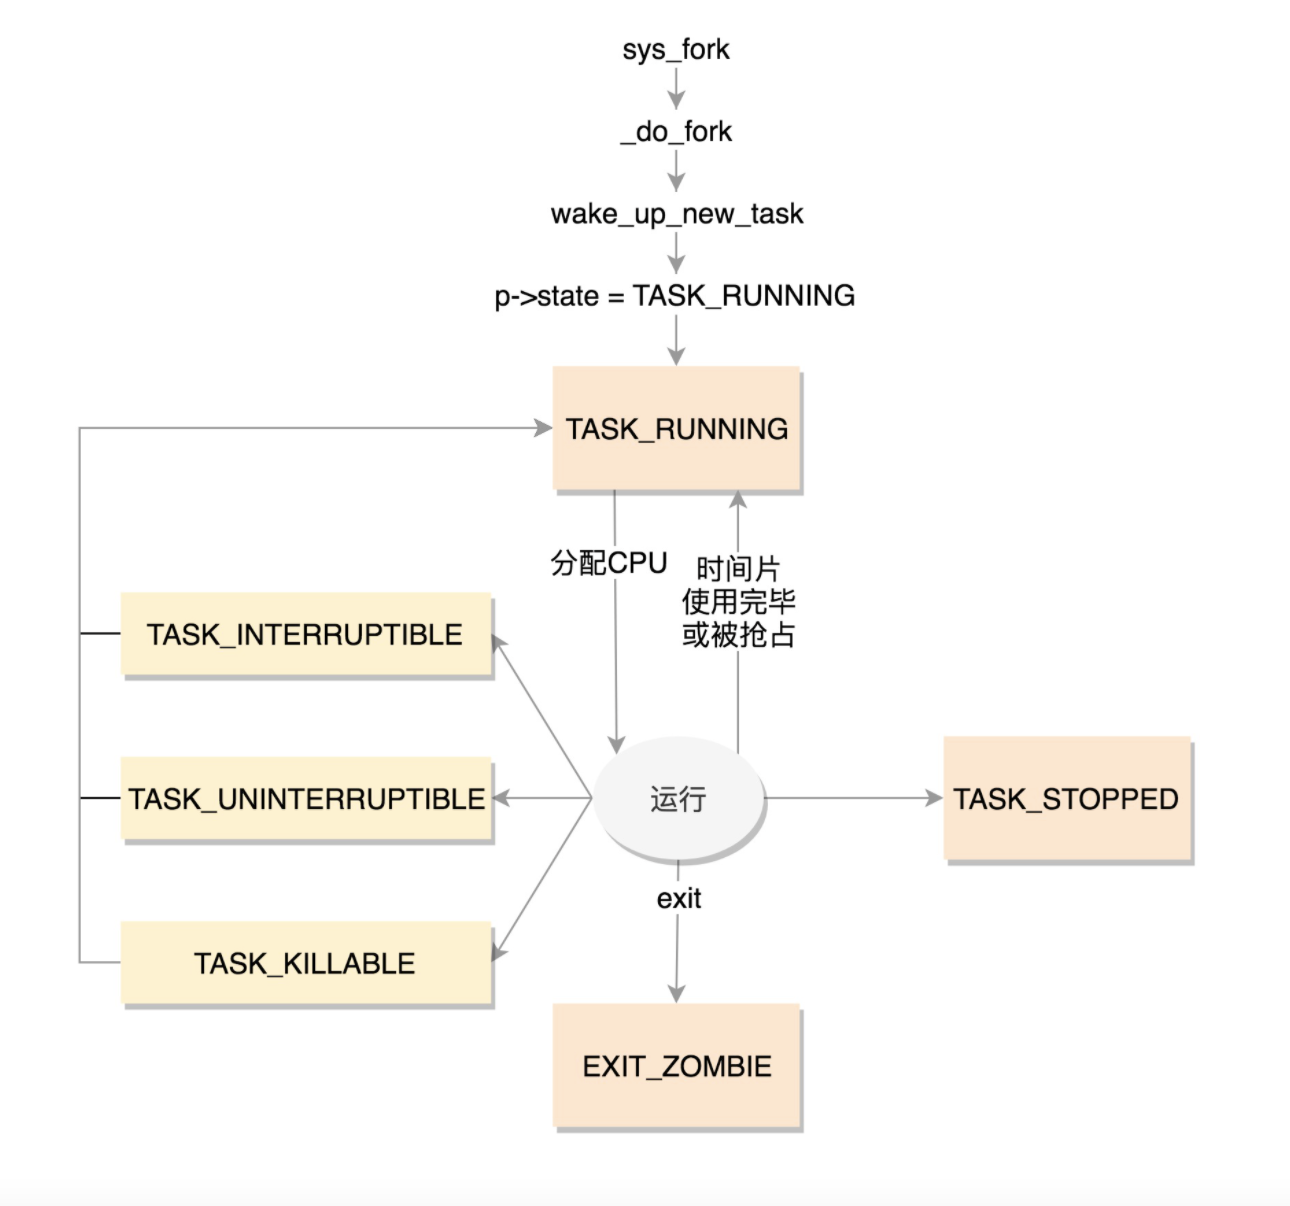 sys_fork
_do_fork
wake_up_new_task
p->state = TASK_RUNNING
TASK_RUNNING
分配CPU
时间片
使用完毕
或被抢占
TASK_INTERRUPTIBLE
TASK_UNINTERRUPTIBLE
运行
TASK_STOPPED
exit
TASK_KILLABLE
EXIT_ZOMBIE